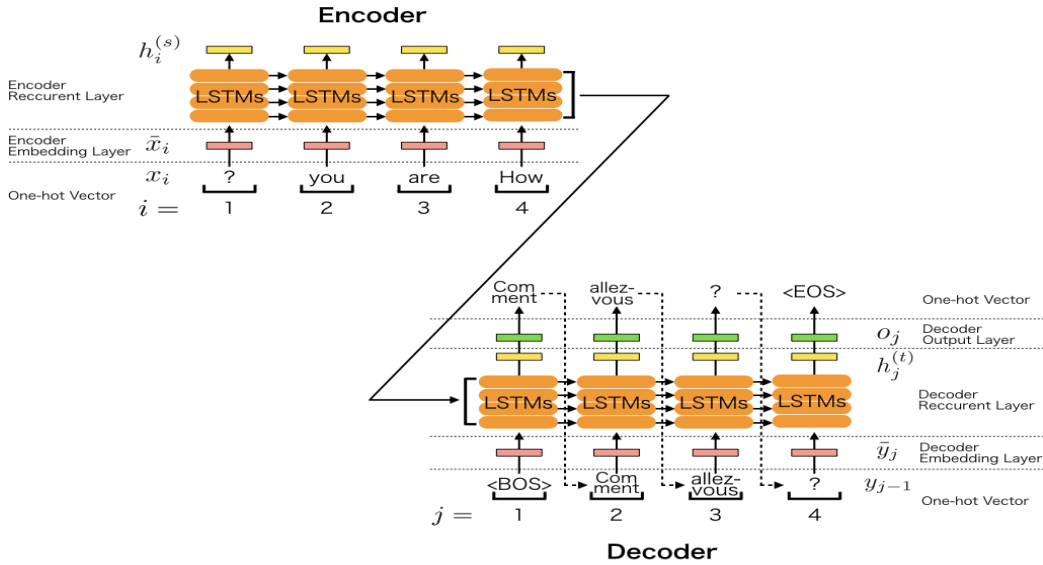 Encoder
h_i^{(s)}
Encoder
Reccurent Layer
LSTMs LSTMs LSTMs LSTMs
Encoder
Embedding Layer
x̄_i
x_i ? you are How
One-hot Vector
i = 1 2 3 4
Com
ment
allez-
vous
?
<EOS>
One-hot Vector
o_j
Decoder
Output Layer
h_j^{(t)}
LSTMs LSTMs LSTMs LSTMs
Decoder
Reccurent Layer
ȳ_j
Decoder
Embedding Layer
<BOS>
Com
ment
allez-
vous
?
y_{j-1}
One-hot Vector
j = 1 2 3 4
Decoder